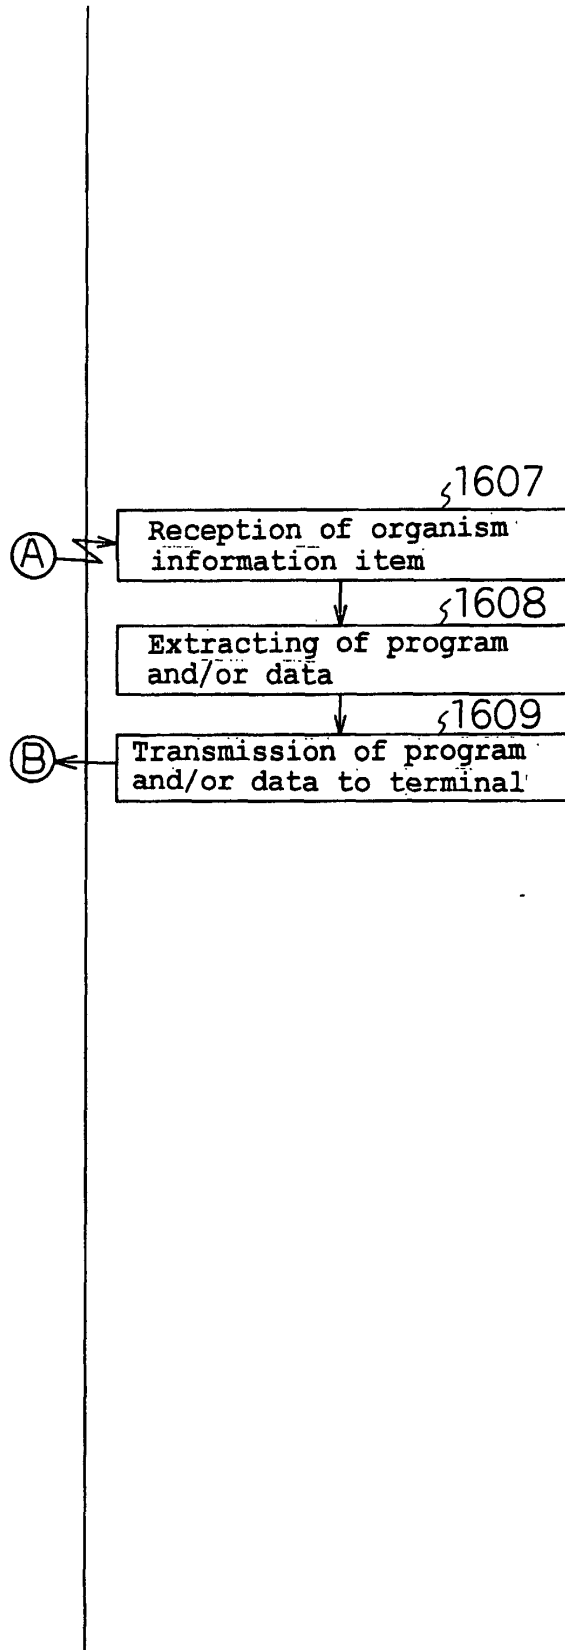 1607
A
Reception of organism
information item
1608
Extracting of program
and/or data
1609
B
Transmission of program
and/or data to terminal